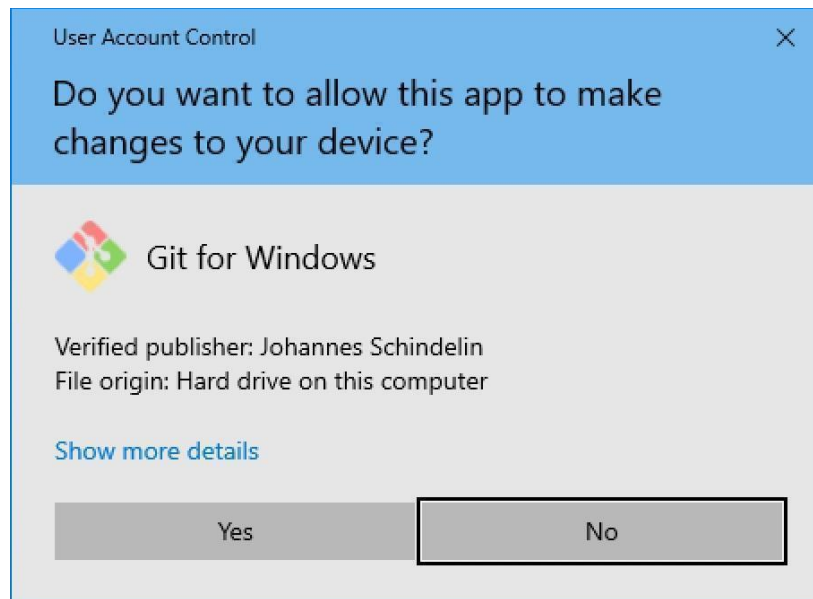 User Account Control
Do you want to allow this app to make
changes to your device?
Git for Windows
Verified publisher: Johannes Schindelin
File origin: Hard drive on this computer
Show more details
Yes
No